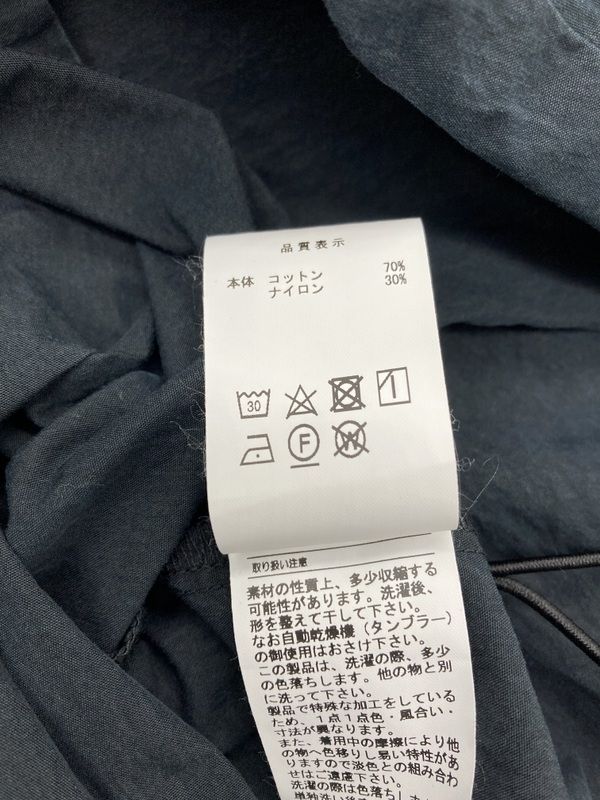 品質表示
本体 コットン 70%
ナイロン 30%
30
F
W
取り扱い注意
素材の性質上、多少収縮する
可能性があります。洗濯後、
形を整えて干して下さい。
なお自動乾燥機（タンブラー）
の御使用はおさけ下さい。
この製品は、洗濯の際、多少
の色落ちします。他の物と別
に洗って下さい。
製品で特殊な加工をしている
ため、1点1点色・風合い・
寸法が異なります。
また、着用中の摩擦により他
の物へ色移りし易い特性があ
りますので淡色との組み合わ
せはご遠慮下さい。
洗濯の際は色落ちしま